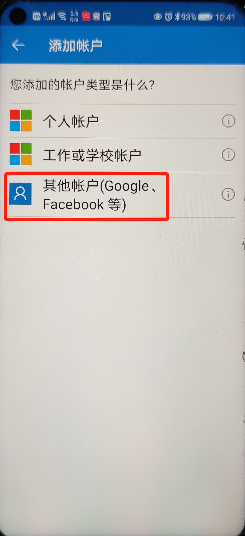 93% 10:41
添加帐户
您添加的帐户类型是什么?
个人帐户
工作或学校帐户
其他帐户(Google、
Facebook 等)